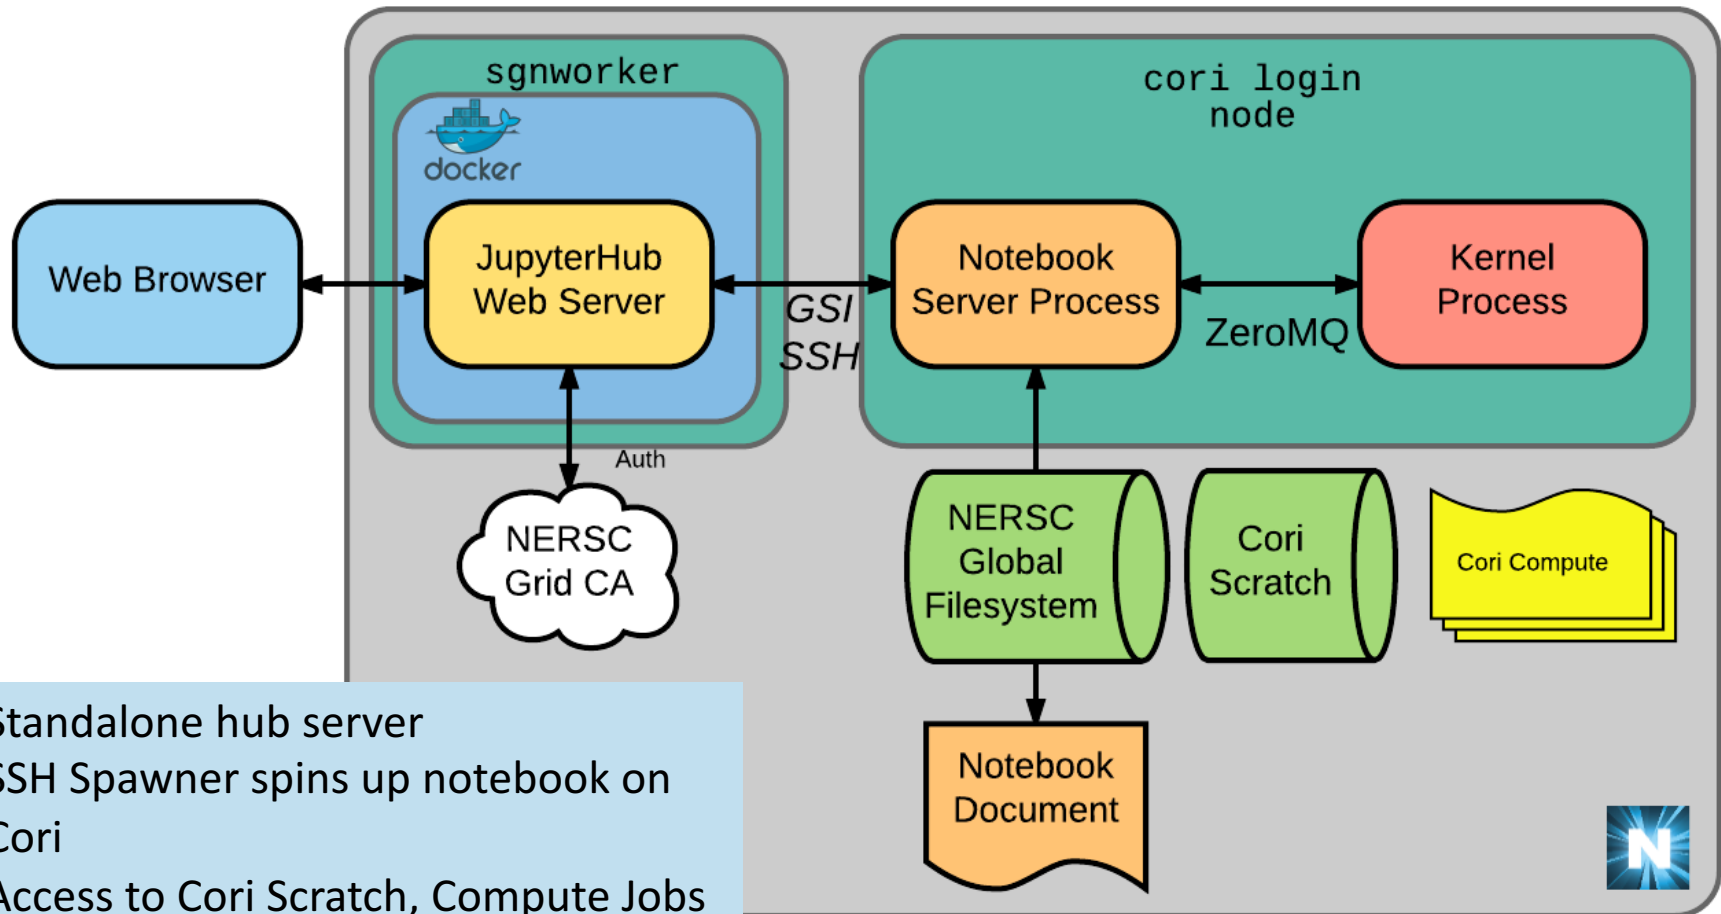 sgnworker
cori login
node
docker
Web Browser
JupyterHub
Web Server
GSI
SSH
Notebook
Server Process
ZeroMQ
Kernel
Process
Auth
NERSC
Grid CA
NERSC
Global
Filesystem
Cori
Scratch
Cori Compute
Notebook
Document
N
Standalone hub server
SSH Spawner spins up notebook on
Cori
Access to Cori Scratch, Compute Jobs